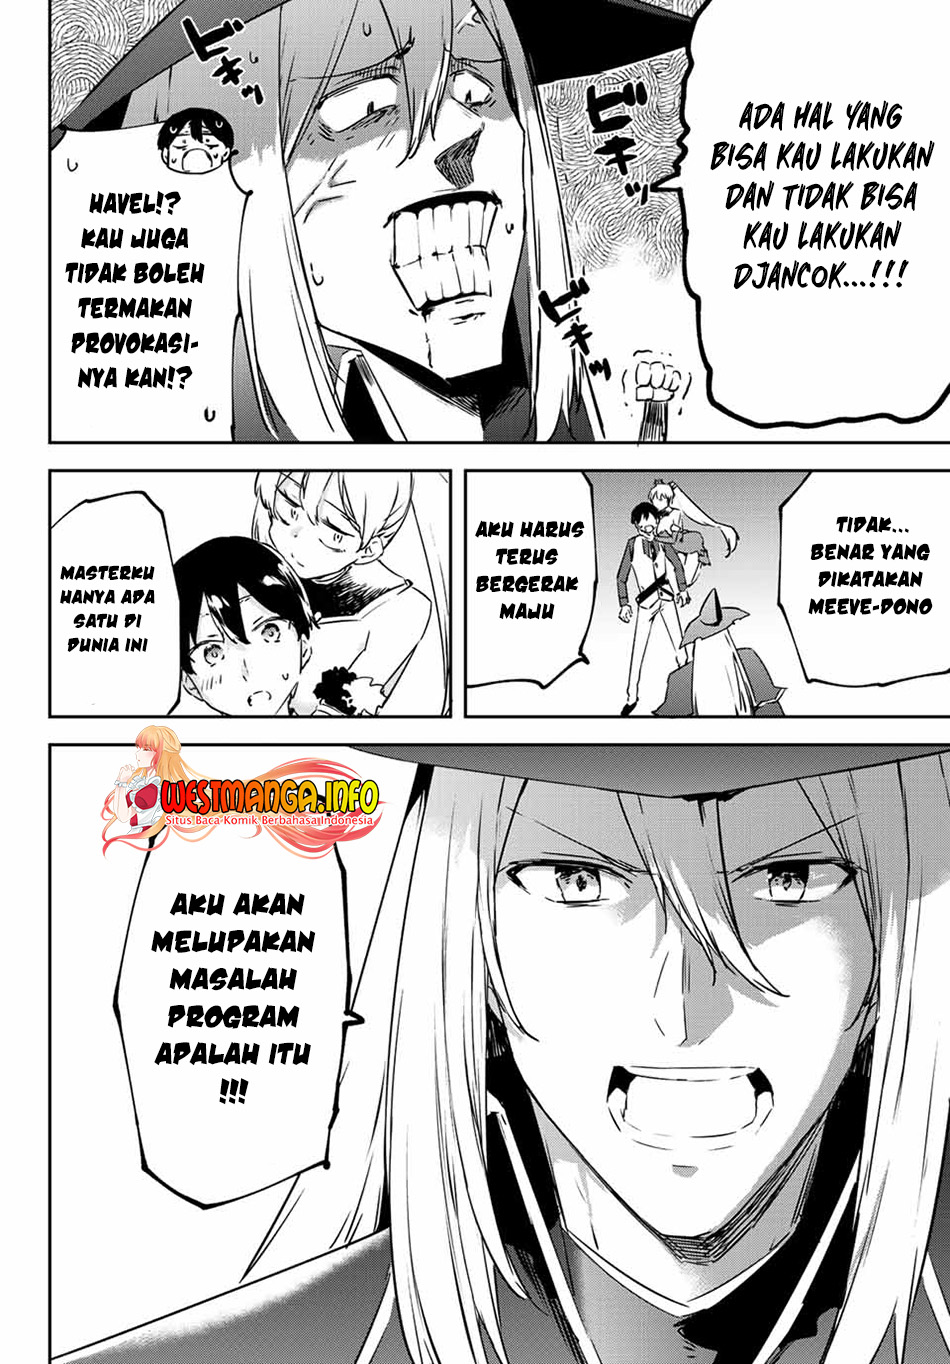 ADA HAL YANG
BISA KAU LAKUKAN
DAN TIDAK BISA
KAU LAKUKAN
DJANCOK...!!!
ビキ
ビキ
ビキ
ビキ
HAVEL!?
KAU JUGA
TIDAK BOLEH
TERMAKAN
PROVOKASI-
NYA KAN!?
TIDAK...
BENAR YANG
DIKATAKAN
MEEVE-DONO
AKU HARUS
TERUS
BERGERAK
MAJU
MASTERKU
HANYA ADA
SATU DI
DUNIA INI
WESTMANGA.INFO
Situs Baca Komik Berbahasa Indonesia
AKU AKAN
MELUPAKAN
MASALAH
PROGRAM
APALAH ITU
!!!